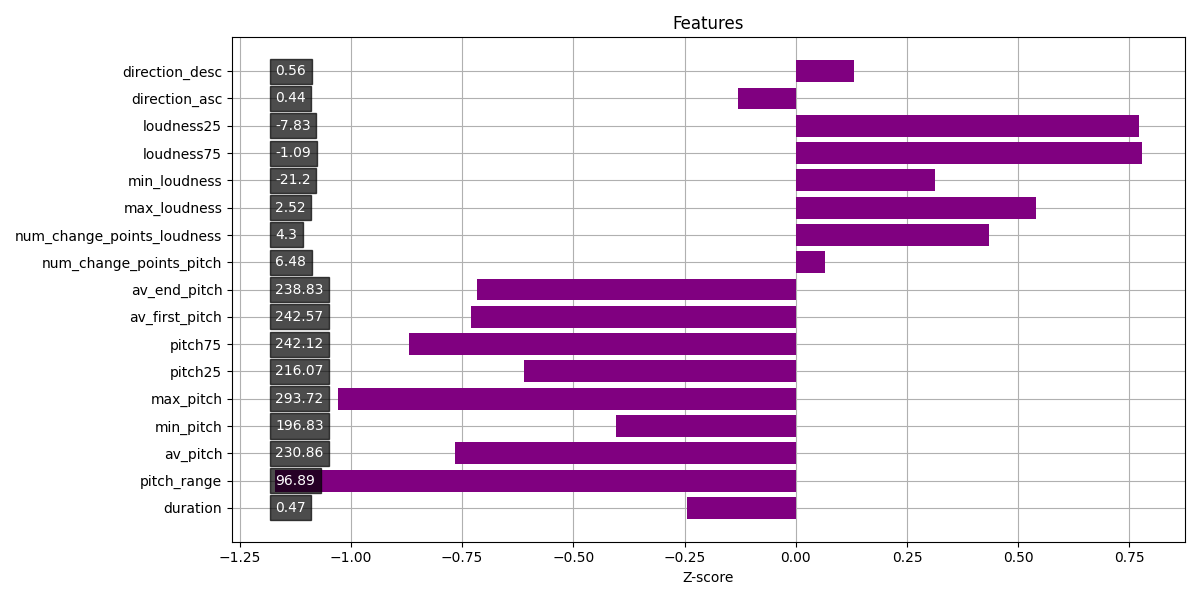 Features
direction_desc 0.56
direction_asc 0.44
loudness25 -7.83
loudness75 -1.09
min_loudness -21.2
max_loudness 2.52
num_change_points_loudness 4.3
num_change_points_pitch 6.48
av_end_pitch 238.83
av_first_pitch 242.57
pitch75 242.12
pitch25 216.07
max_pitch 293.72
min_pitch 196.83
av_pitch 230.86
pitch_range 96.89
duration 0.47
−1.25 −1.00 −0.75 −0.50 −0.25 0.00 0.25 0.50 0.75
Z-score